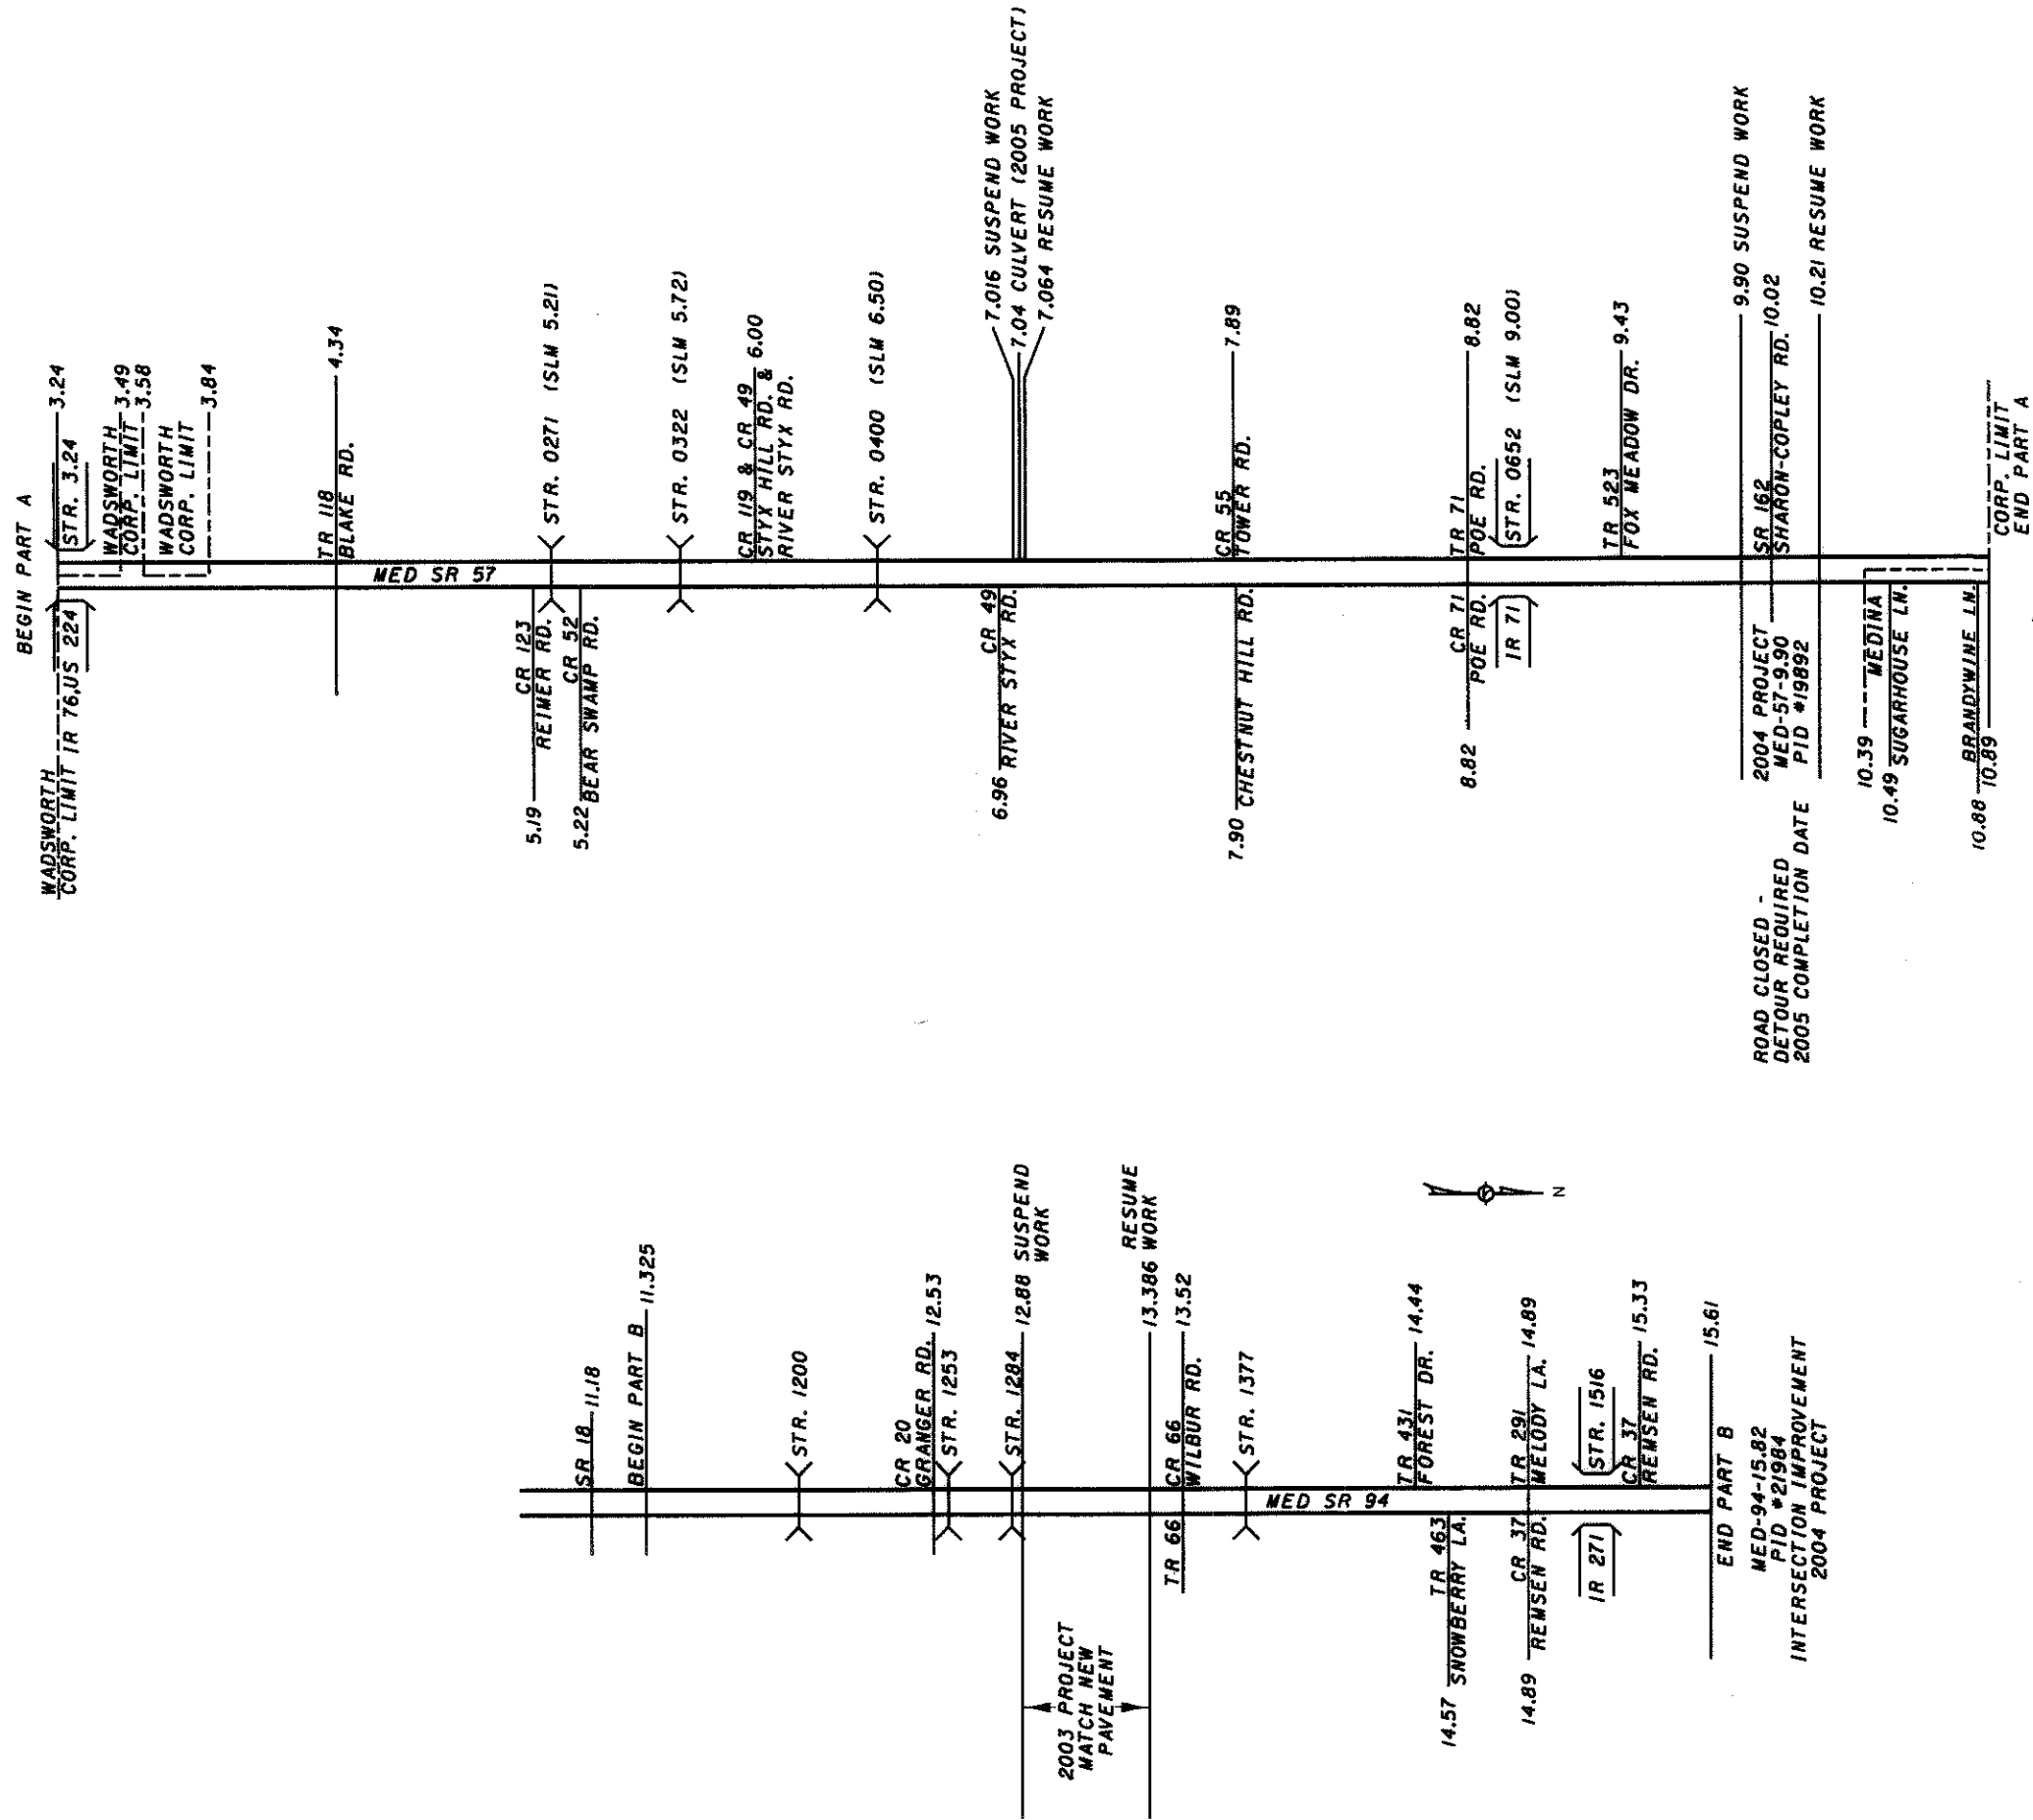 BEGIN PART A
WADSWORTH
CORP. LIMIT IR 76,US 224
STR. 3.24
3.24
WADSWORTH
CORP. LIMIT 3.49
3.58
WADSWORTH
CORP. LIMIT
3.84
TR 118
BLAKE RD.
4.34
MED SR 57
CR 123
5.19 REIMER RD.
STR. 0271 (SLM 5.21)
CR 52
5.22 BEAR SWAMP RD.
STR. 0322 (SLM 5.72)
CR 119 & CR 49 6.00
STYX HILL RD. &
RIVER STYX RD.
STR. 0400 (SLM 6.50)
CR 49
6.96 RIVER STYX RD.
7.016 SUSPEND WORK
7.04 CULVERT (2005 PROJECT)
7.064 RESUME WORK
CR 55
TOWER RD.
7.89
7.90 CHESTNUT HILL RD.
CR 71
8.82 POE RD.
TR 71
POE RD.
8.82
IR 71
STR. 0652 (SLM 9.00)
TR 523
FOX MEADOW DR.
9.43
9.90 SUSPEND WORK
SR 162
SHARON-COPLEY RD.
10.02
2004 PROJECT
MED-57-9.90
PID #19892
ROAD CLOSED -
DETOUR REQUIRED
2005 COMPLETION DATE
10.21 RESUME WORK
10.39 MEDINA
10.49 SUGARHOUSE LN.
10.88 BRANDYWINE LN.
10.89
CORP. LIMIT
END PART A
SR 18
11.18
BEGIN PART B
11.325
STR. 1200
CR 20
GRANGER RD.
12.53
STR. 1253
STR. 1284
12.88 SUSPEND
WORK
2003 PROJECT
MATCH NEW
PAVEMENT
RESUME
13.386 WORK
TR 66
CR 66
WILBUR RD.
13.52
STR. 1377
MED SR 94
TR 431
FOREST DR.
14.44
TR 463
14.57 SNOWBERRY LA.
CR 37
14.89 REMSEN RD.
TR 291
MELODY LA.
14.89
IR 271
STR. 1516
CR 37
REMSEN RD.
15.33
15.61
END PART B
MED-94-15.82
PID #21984
INTERSECTION IMPROVEMENT
2004 PROJECT
N